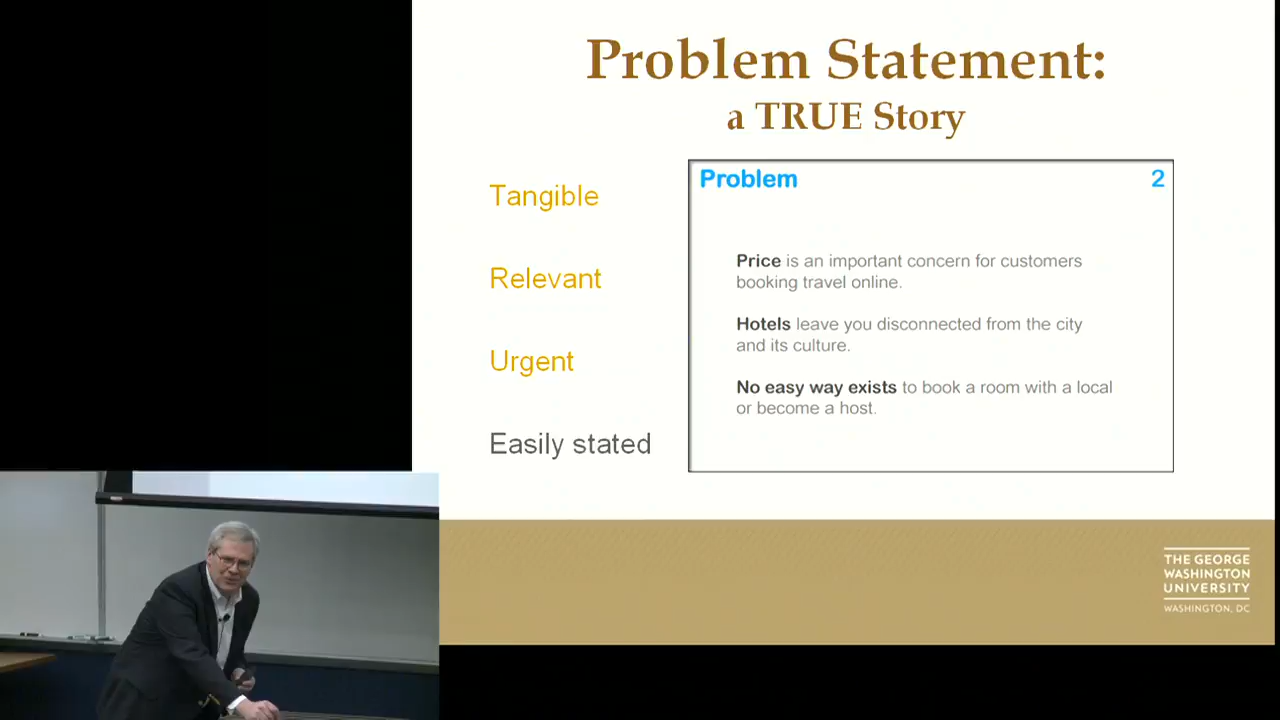 Problem Statement:
a TRUE Story
Tangible
Relevant
Urgent
Easily stated
Problem 2
Price is an important concern for customers
booking travel online.
Hotels leave you disconnected from the city
and its culture.
No easy way exists to book a room with a local
or become a host.
THE GEORGE
WASHINGTON
UNIVERSITY
WASHINGTON, DC